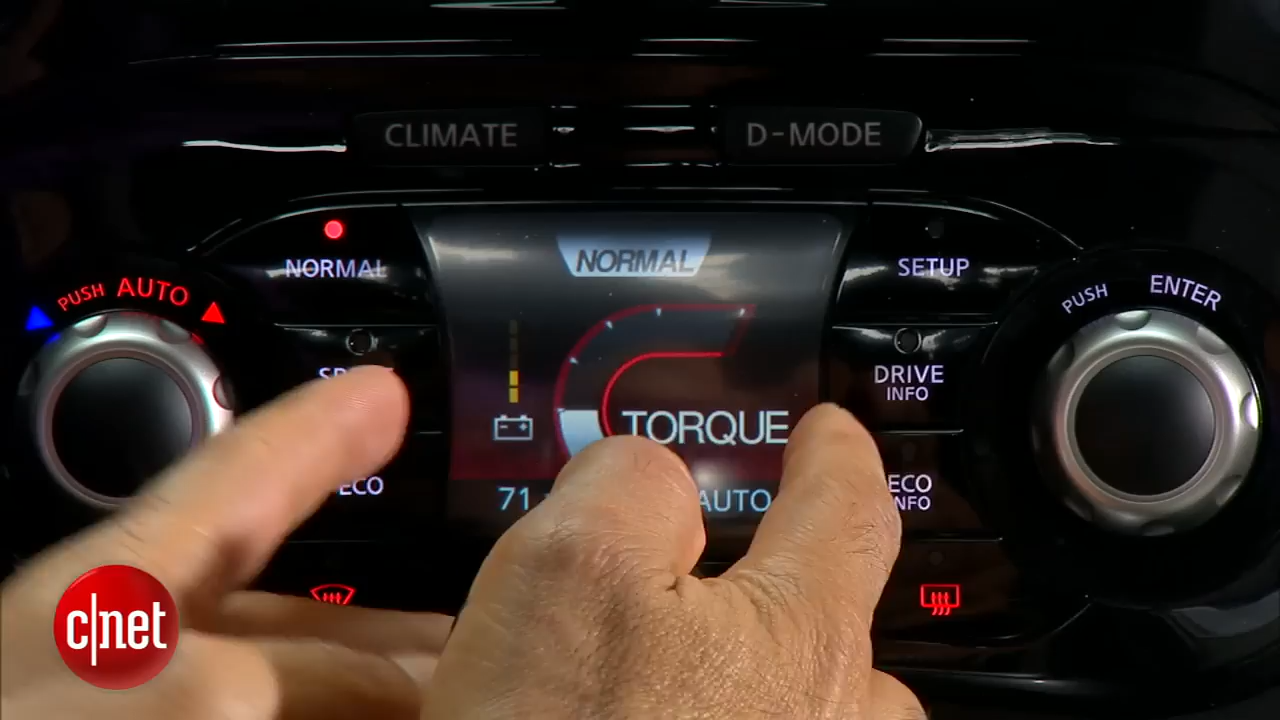 CLIMATE
D-MODE
NORMAL
NORMAL
SETUP
PUSH AUTO
PUSH ENTER
DRIVE
INFO
TORQUE
ECO
ECO
INFO
71
AUTO
c|net